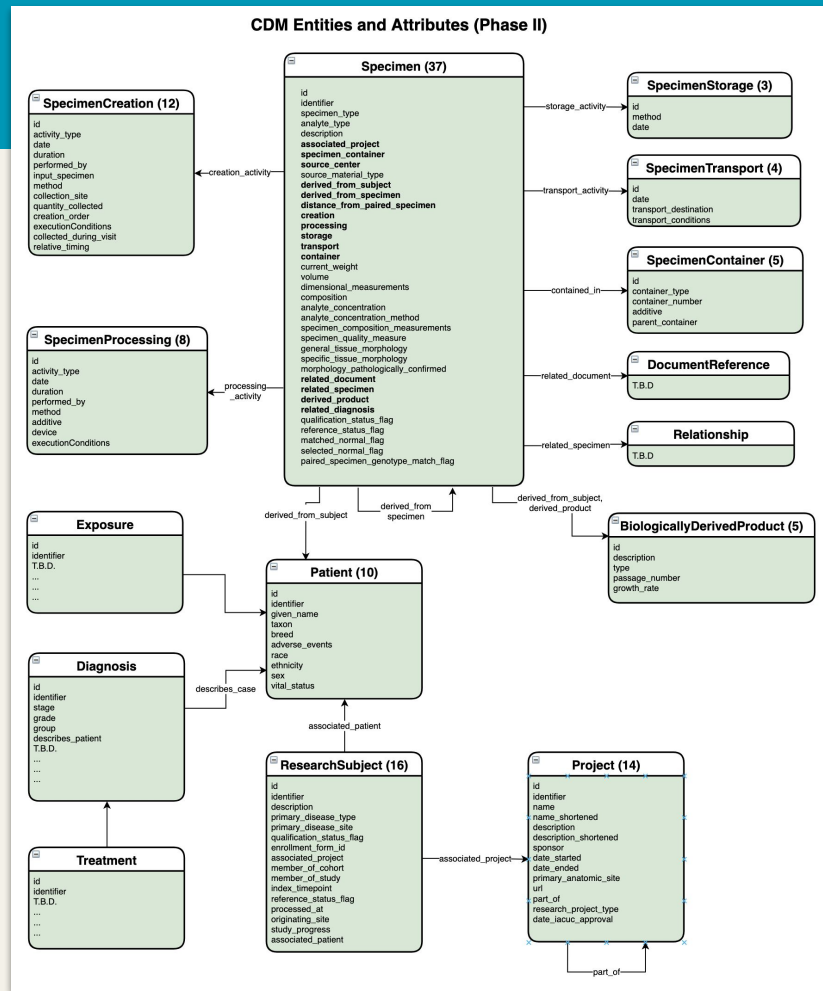 CDM Entities and Attributes (Phase II)
Specimen (37)
id
identifier
specimen_type
analyte_type
description
associated_project
specimen_container
source_center
source_material_type
derived_from_subject
derived_from_specimen
distance_from_paired_specimen
creation
processing
storage
transport
container
current_weight
volume
dimensional_measurements
composition
analyte_concentration
analyte_concentration_method
specimen_composition_measurements
specimen_quality_measure
general_tissue_morphology
specific_tissue_morphology
morphology_pathologically_confirmed
related_document
related_specimen
derived_product
related_diagnosis
qualification_status_flag
reference_status_flag
matched_normal_flag
selected_normal_flag
paired_specimen_genotype_match_flag
SpecimenCreation (12)
id
activity_type
date
duration
performed_by
input_specimen
method
collection_site
quantity_collected
creation_order
executionConditions
collected_during_visit
relative_timing
creation_activity
SpecimenProcessing (8)
id
activity_type
date
duration
performed_by
method
additive
device
executionConditions
processing
_activity
storage_activity
SpecimenStorage (3)
id
method
date
transport_activity
SpecimenTransport (4)
id
date
transport_destination
transport_conditions
contained_in
SpecimenContainer (5)
id
container_type
container_number
additive
parent_container
related_document
DocumentReference
T.B.D
related_specimen
Relationship
T.B.D
derived_from_subject
derived_from
specimen
derived_from_subject,
derived_product
BiologicallyDerivedProduct (5)
id
description
type
passage_number
growth_rate
Exposure
id
identifier
T.B.D.
...
...
...
Patient (10)
id
identifier
given_name
taxon
breed
adverse_events
race
ethnicity
sex
vital_status
Diagnosis
id
identifier
stage
grade
group
describes_patient
T.B.D.
...
...
...
describes_case
associated_patient
Treatment
id
identifier
T.B.D.
...
...
...
ResearchSubject (16)
id
identifier
description
primary_disease_type
primary_disease_site
qualification_status_flag
enrollment_form_id
associated_project
member_of_cohort
member_of_study
index_timepoint
reference_status_flag
processed_at
originating_site
study_progress
associated_patient
associated_project
Project (14)
id
identifier
name
name_shortened
description
description_shortened
sponsor
date_started
date_ended
primary_anatomic_site
url
part_of
research_project_type
date_iacuc_approval
part_of